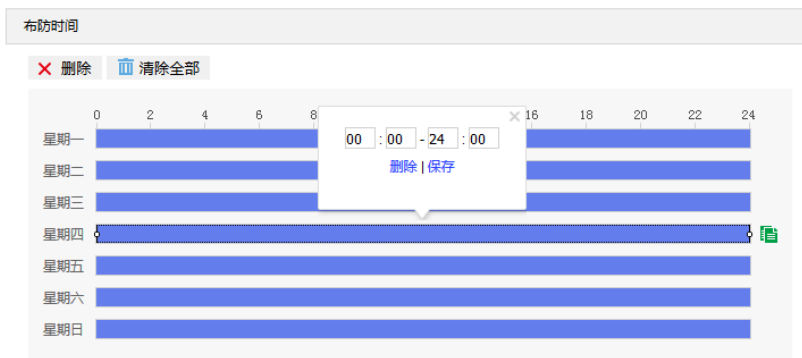 布防时间
删除 清除全部
0 2 4 6 8 16 18 20 22 24
00 : 00 - 24 : 00
删除 | 保存
星期一
星期二
星期三
星期四
星期五
星期六
星期日